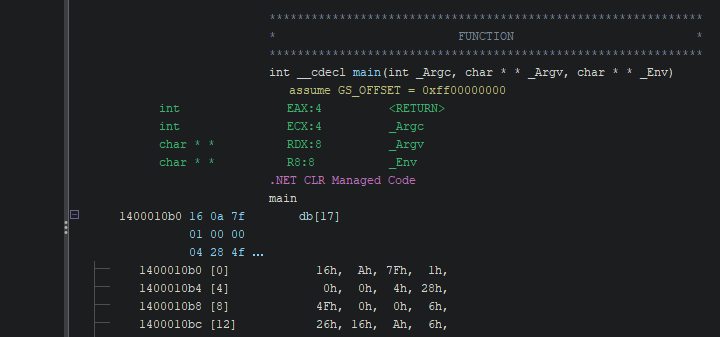 **************************************************************
* FUNCTION *
**************************************************************
int __cdecl main(int _Argc, char * * _Argv, char * * _Env)
assume GS_OFFSET = 0xff00000000
int EAX:4 <RETURN>
int ECX:4 _Argc
char * * RDX:8 _Argv
char * * R8:8 _Env
.NET CLR Managed Code
main
1400010b0 16 0a 7f db[17]
01 00 00
04 28 4f ...
1400010b0 [0] 16h, Ah, 7Fh, 1h,
1400010b4 [4] 0h, 0h, 4h, 28h,
1400010b8 [8] 4Fh, 0h, 0h, 6h,
1400010bc [12] 26h, 16h, Ah, 6h,